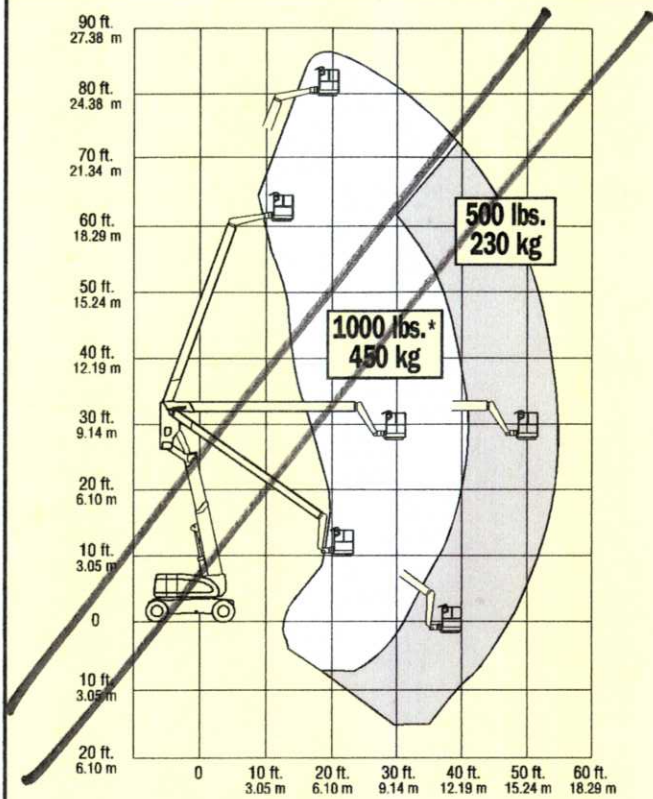 90 ft.
27.38 m
80 ft.
24.38 m
70 ft.
21.34 m
60 ft.
18.29 m
50 ft.
15.24 m
40 ft.
12.19 m
30 ft.
9.14 m
20 ft.
6.10 m
10 ft.
3.05 m
0
10 ft.
3.05 m
20 ft.
6.10 m
500 lbs.
230 kg
1000 lbs.*
450 kg
0 10 ft. 20 ft. 30 ft. 40 ft. 50 ft. 60 ft.
3.05 m 6.10 m 9.14 m 12.19 m 15.24 m 18.29 m